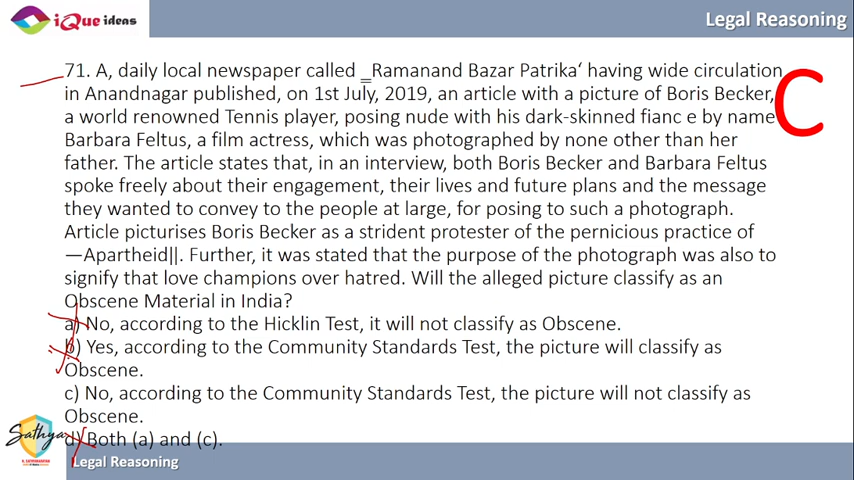 iQue ideas
Legal Reasoning
71. A, daily local newspaper called ‗Ramanand Bazar Patrika‘ having wide circulation
in Anandnagar published, on 1st July, 2019, an article with a picture of Boris Becker,
a world renowned Tennis player, posing nude with his dark-skinned fianc e by name
Barbara Feltus, a film actress, which was photographed by none other than her
father. The article states that, in an interview, both Boris Becker and Barbara Feltus
spoke freely about their engagement, their lives and future plans and the message
they wanted to convey to the people at large, for posing to such a photograph.
Article picturises Boris Becker as a strident protester of the pernicious practice of
―Apartheid‖. Further, it was stated that the purpose of the photograph was also to
signify that love champions over hatred. Will the alleged picture classify as an
Obscene Material in India?
a) No, according to the Hicklin Test, it will not classify as Obscene.
b) Yes, according to the Community Standards Test, the picture will classify as
Obscene.
c) No, according to the Community Standards Test, the picture will not classify as
Obscene.
d) Both (a) and (c).
C
Sathya
Legal Reasoning